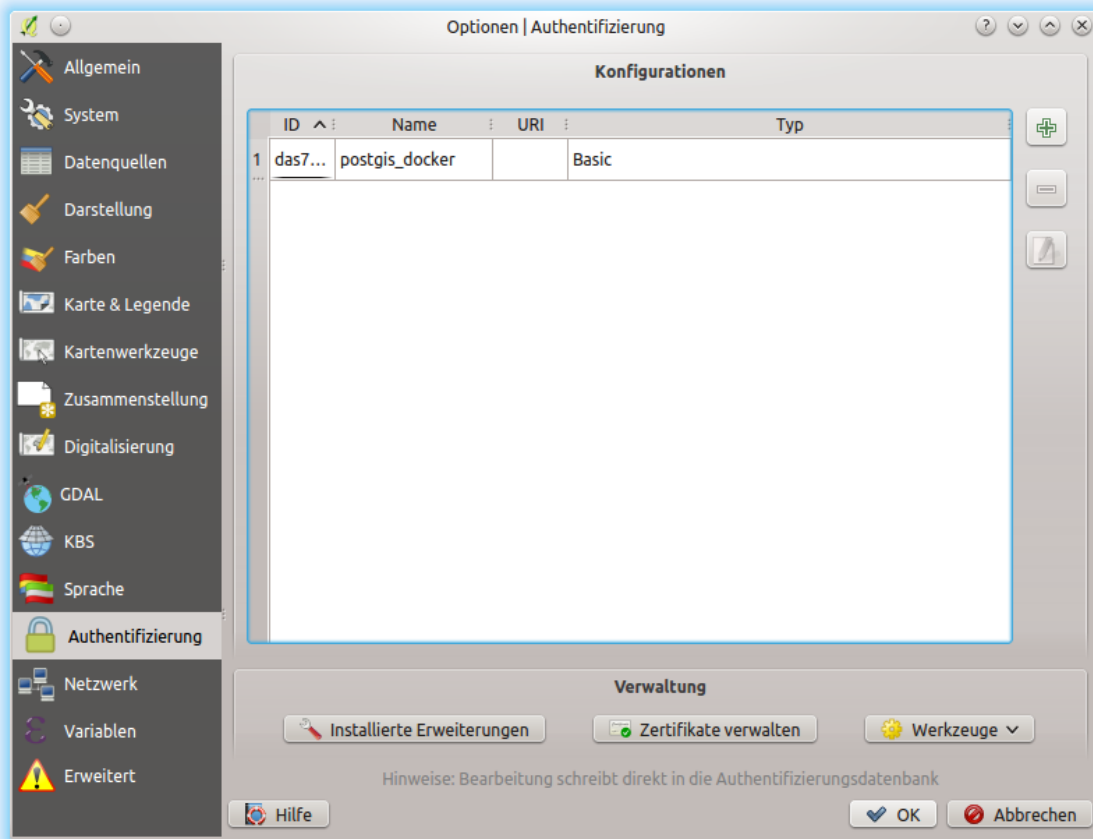 Optionen | Authentifizierung
Allgemein
System
Datenquellen
Darstellung
Farben
Karte & Legende
Kartenwerkzeuge
Zusammenstellung
Digitalisierung
GDAL
KBS
Sprache
Authentifizierung
Netzwerk
Variablen
Erweitert
Konfigurationen
ID Name URI Typ
1 das7... postgis_docker Basic
Verwaltung
Installierte Erweiterungen Zertifikate verwalten Werkzeuge
Hinweise: Bearbeitung schreibt direkt in die Authentifizierungsdatenbank
Hilfe OK Abbrechen